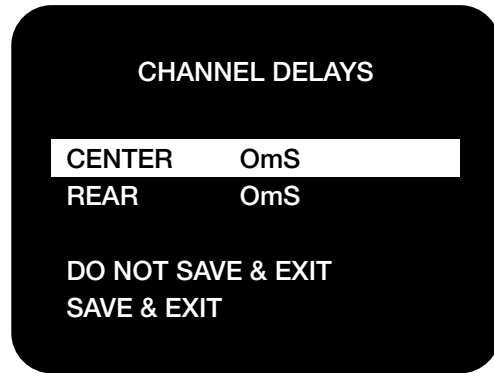 CHANNEL DELAYS
CENTER OmS
REAR OmS
DO NOT SAVE & EXIT
SAVE & EXIT